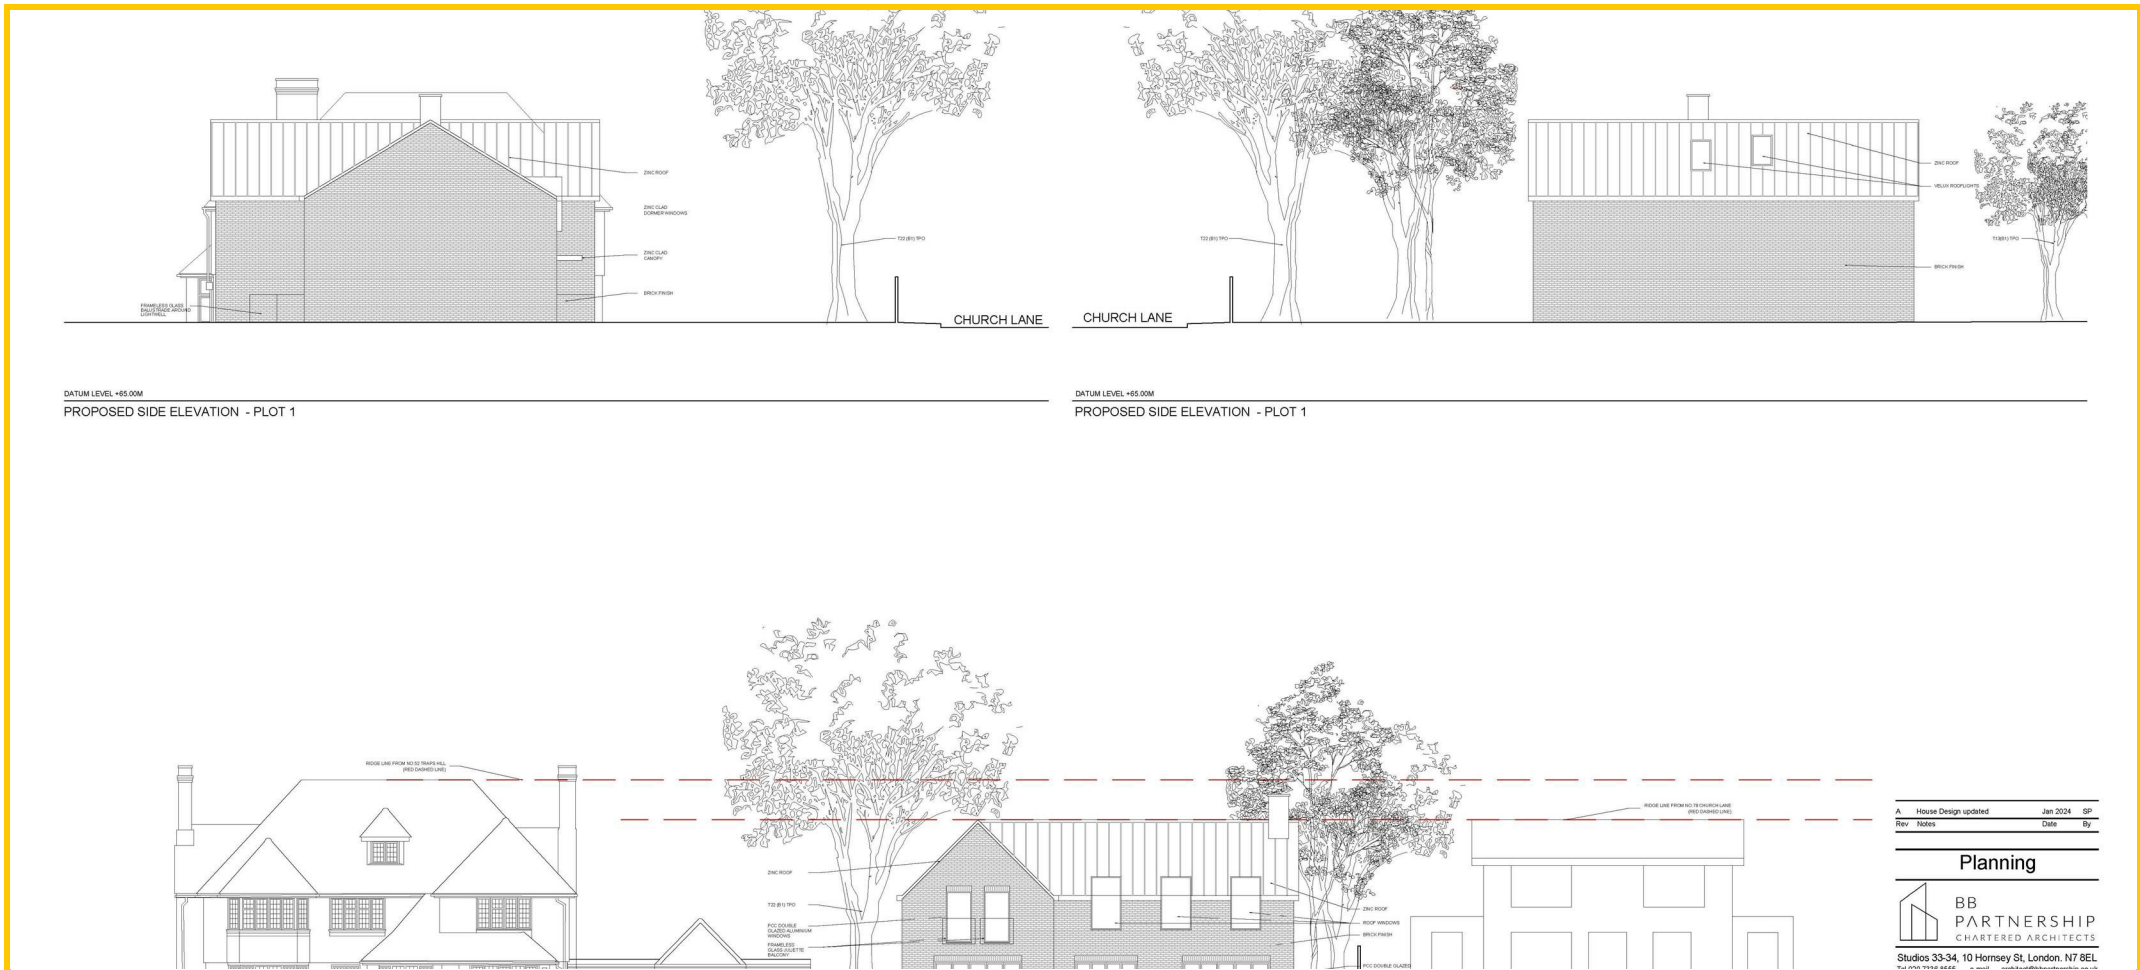 ZINC ROOF
ZINC CLAD
DORMER WINDOWS
ZINC CLAD
CANOPY
BRICK FINISH
FRAMELESS GLASS
BALUSTRADE AROUND
LIGHTWELL
T22 (B1) TPO
CHURCH LANE
DATUM LEVEL +65.00M
PROPOSED SIDE ELEVATION - PLOT 1
CHURCH LANE
T22 (B1) TPO
ZINC ROOF
VELUX ROOFLIGHTS
T13(B1) TPO
BRICK FINISH
DATUM LEVEL +65.00M
PROPOSED SIDE ELEVATION - PLOT 1
RIDGE LINE FROM NO.52 TRAPS HILL
(RED DASHED LINE)
RIDGE LINE FROM NO.78 CHURCH LANE
(RED DASHED LINE)
ZINC ROOF
T22 (B1) TPO
PCC DOUBLE
GLAZED ALUMINIUM
WINDOWS
FRAMELESS
GLASS JULIETTE
BALCONY
ZINC ROOF
ROOF WINDOWS
BRICK FINISH
PCC DOUBLE GLAZED
A House Design updated Jan 2024 SP
Rev Notes Date By
Planning
BB
PARTNERSHIP
CHARTERED ARCHITECTS
Studios 33-34, 10 Hornsey St, London. N7 8EL